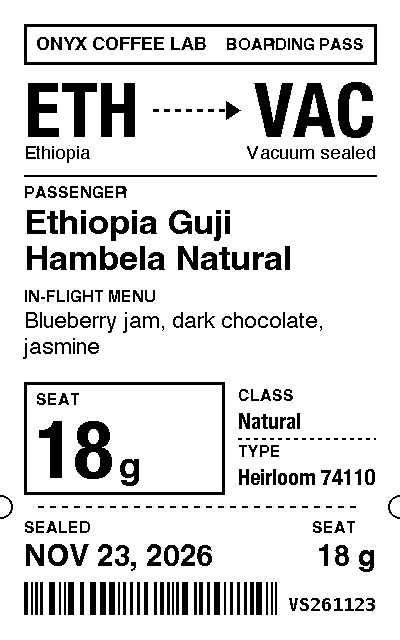 ONYX COFFEE LAB BOARDING PASS
ETH VAC
Ethiopia Vacuum sealed
PASSENGER
Ethiopia Guji
Hambela Natural
IN-FLIGHT MENU
Blueberry jam, dark chocolate,
jasmine
SEAT
18 g
CLASS
Natural
TYPE
Heirloom 74110
SEALED SEAT
NOV 23, 2026 18 g
VS261123